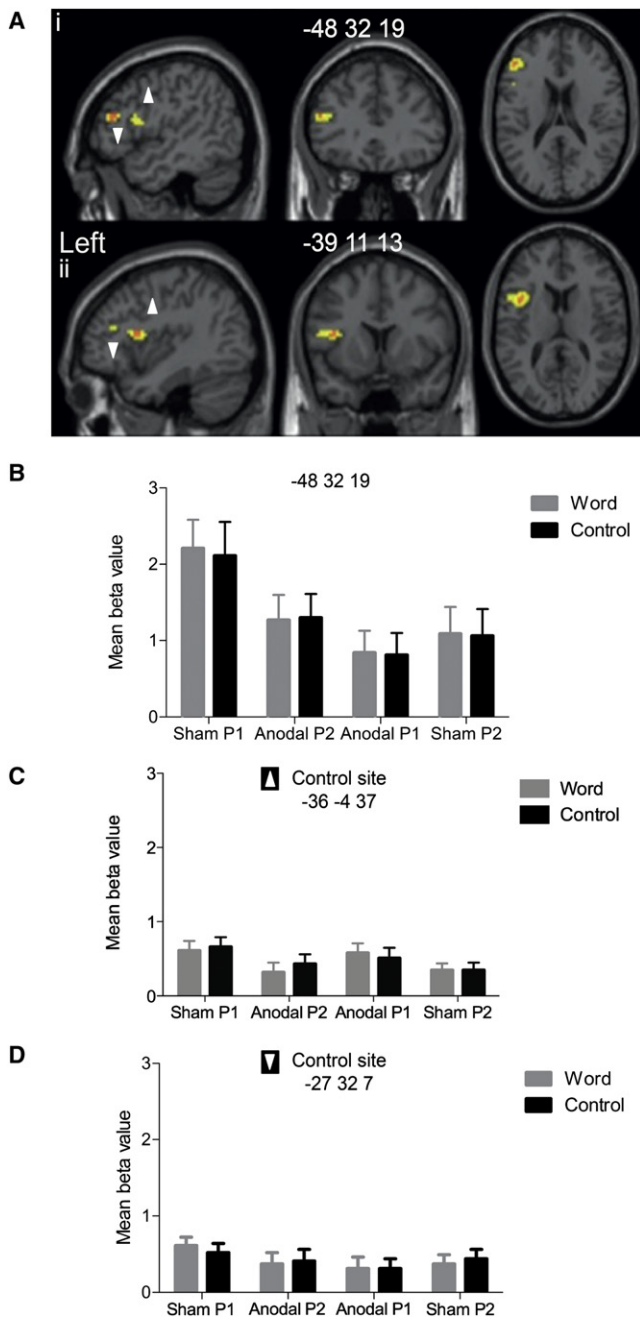 A
i
-48 32 19
Left
ii
-39 11 13
B
-48 32 19
Word
Control
Mean beta value
3
2
1
0
Sham P1 Anodal P2 Anodal P1 Sham P2
C
Control site
-36 -4 37
Word
Control
Mean beta value
3
2
1
0
Sham P1 Anodal P2 Anodal P1 Sham P2
D
Control site
-27 32 7
Word
Control
Mean beta value
3
2
1
0
Sham P1 Anodal P2 Anodal P1 Sham P2